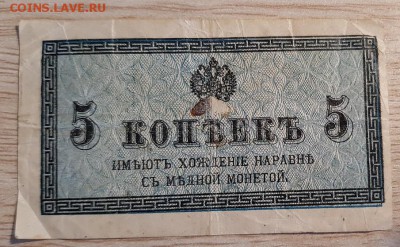 COINS.LAVE.RU
5 КОПѢЕКЪ 5
ИМѢЮТЪ ХОЖДЕНІЕ НАРАВНѢ
СЪ МѢДНОЙ МОНЕТОЙ.